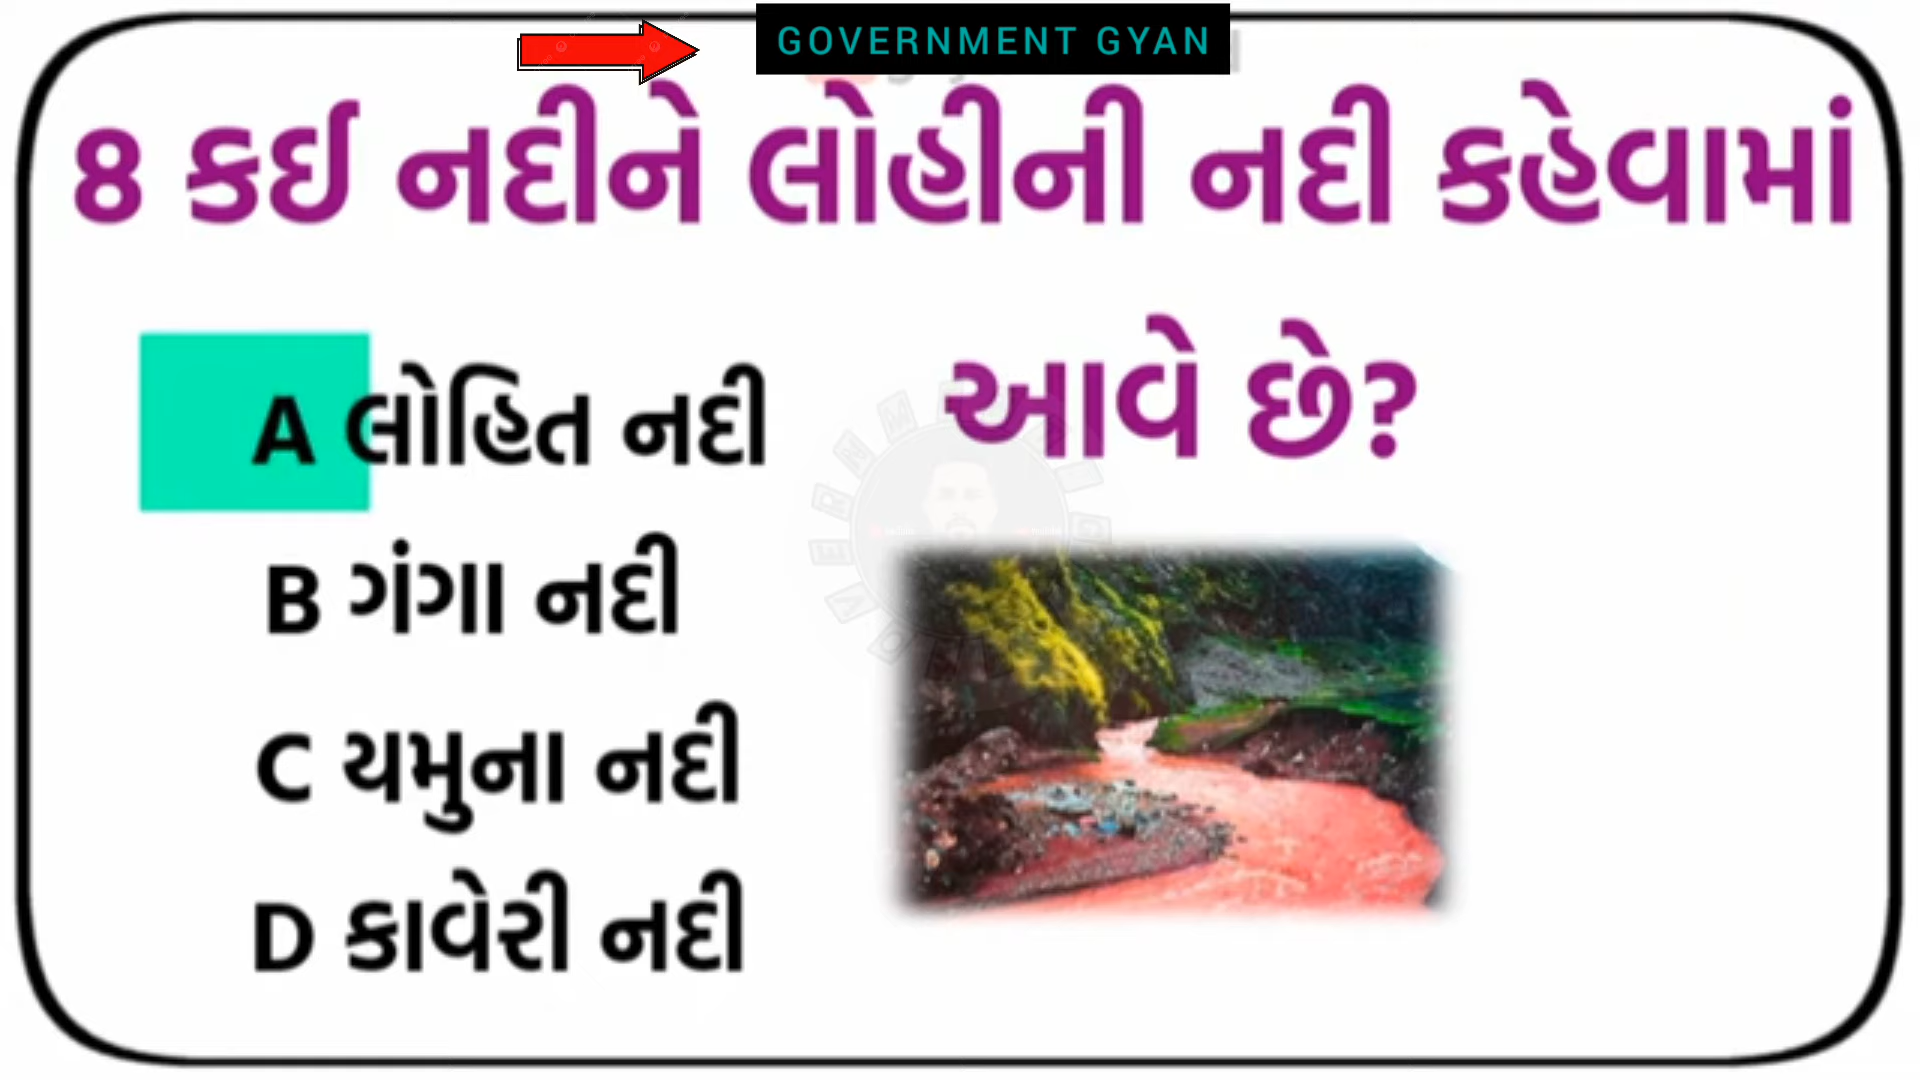 GOVERNMENT GYAN
8 કઈ નદીને લોહીની નદી કહેવામાં
આવે છે?
A લોહિત નદી
B ગંગા નદી
C યમુના નદી
D કાવેરી નદી